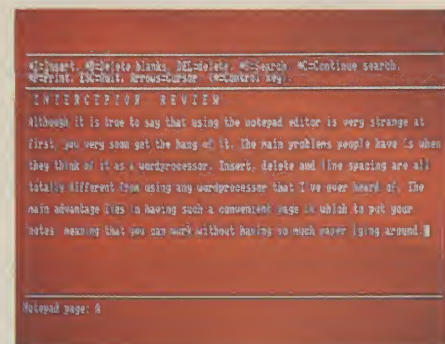 ^I=Insert. ^D=Delete blanks. DEL=delete. ^S=Search. ^C=Continue search.
^P=Print. ESC=Quit. Arrows=Cursor (^=Control key).
INTERCEPTOR REVIEW
Although it is true to say that using the notepad editor is very strange at
first, you very soon get the hang of it. The main problems people have is when
they think of it as a wordprocessor. Insert, delete and line spacing are all
totally different from using any wordprocessor that I've ever heard of. The
main advantage lies in having such a convenient page in which to put your
notes meaning that you can work without having so much paper lying around.
Notepad page: A